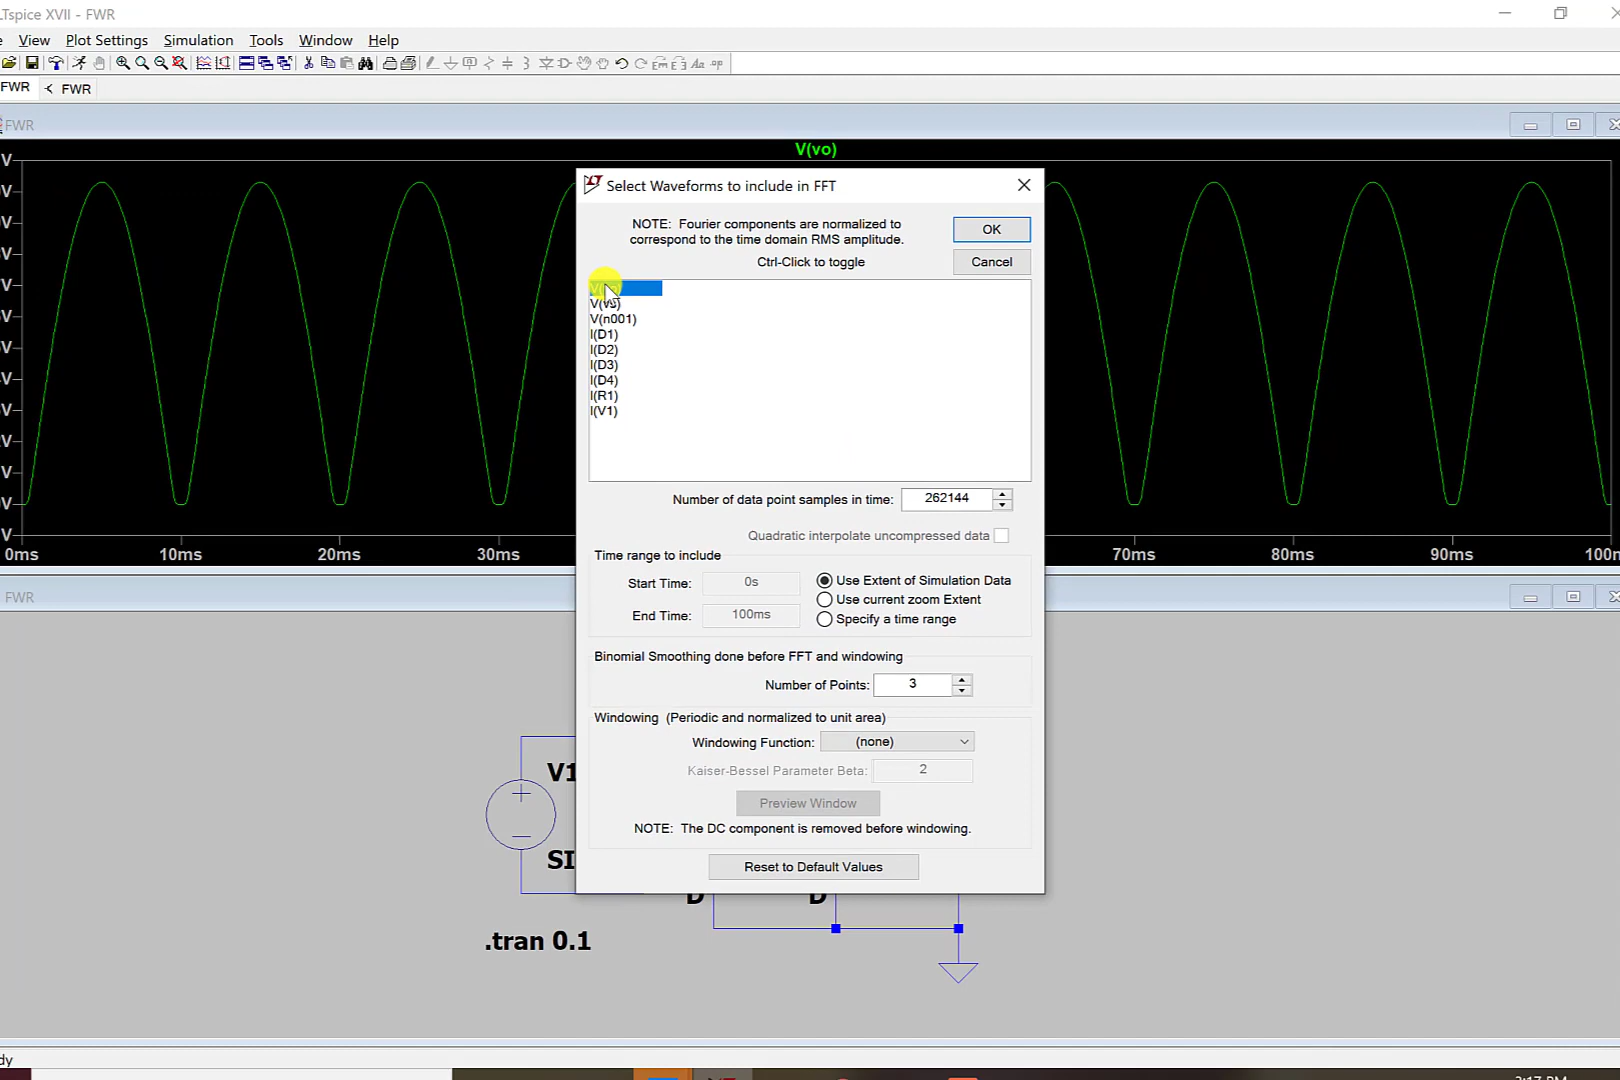 LTspice XVII - FWR
View Plot Settings Simulation Tools Window Help
FWR FWR
FWR
V(vo)
V
V
V
V
V
V
V
V
V
V
V
V
V
0ms 10ms 20ms 30ms 70ms 80ms 90ms 100m
Select Waveforms to include in FFT
NOTE: Fourier components are normalized to
correspond to the time domain RMS amplitude.
OK
Ctrl-Click to toggle
Cancel
V(n001)
I(D1)
I(D2)
I(D3)
I(D4)
I(R1)
I(V1)
Number of data point samples in time: 262144
Quadratic interpolate uncompressed data
Time range to include
Start Time: 0s
End Time: 100ms
Use Extent of Simulation Data
Use current zoom Extent
Specify a time range
Binomial Smoothing done before FFT and windowing
Number of Points: 3
Windowing (Periodic and normalized to unit area)
Windowing Function: (none)
Kaiser-Bessel Parameter Beta: 2
Preview Window
NOTE: The DC component is removed before windowing.
Reset to Default Values
FWR
V1
SI
D D
.tran 0.1
dy